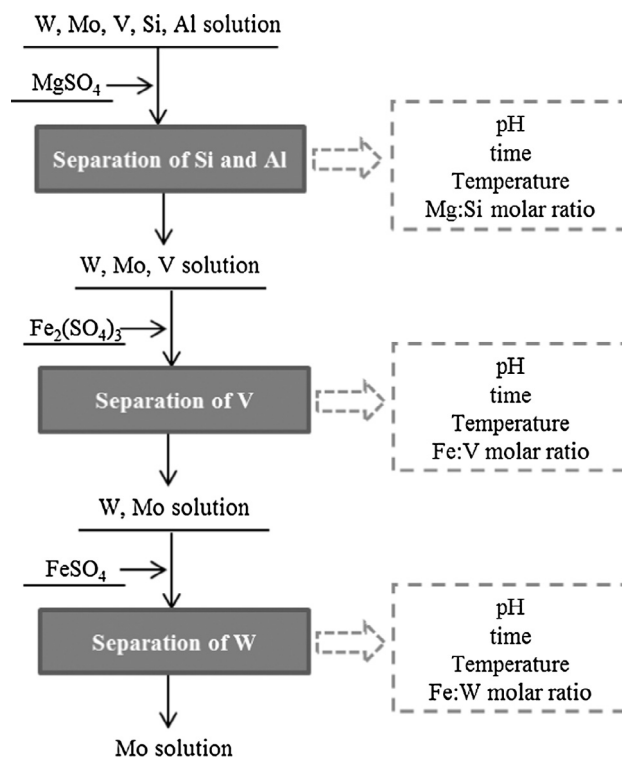 W, Mo, V, Si, Al solution
MgSO₄
Separation of Si and Al
pH
time
Temperature
Mg:Si molar ratio
W, Mo, V solution
Fe₂(SO₄)₃
Separation of V
pH
time
Temperature
Fe:V molar ratio
W, Mo solution
FeSO₄
Separation of W
pH
time
Temperature
Fe:W molar ratio
Mo solution